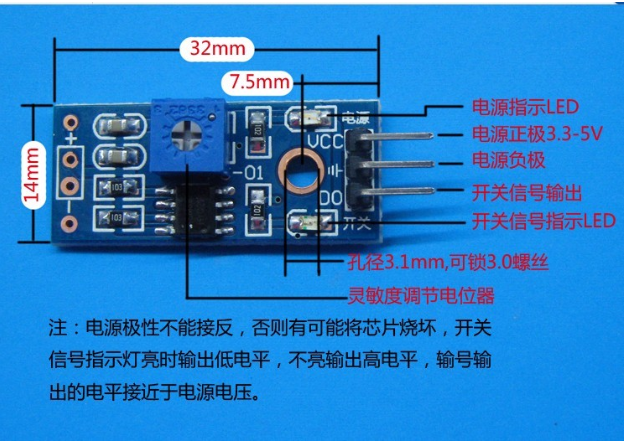 32mm
7.5mm
14mm
电源指示LED
电源正极3.3-5V
电源负极
开关信号输出
开关信号指示LED
孔径3.1mm,可锁3.0螺丝
灵敏度调节电位器
电源
VCC
DO
开关
-01
103
103
102
注：电源极性不能接反，否则有可能将芯片烧坏，开关
信号指示灯亮时输出低电平，不亮输出高电平，输号输
出的电平接近于电源电压。